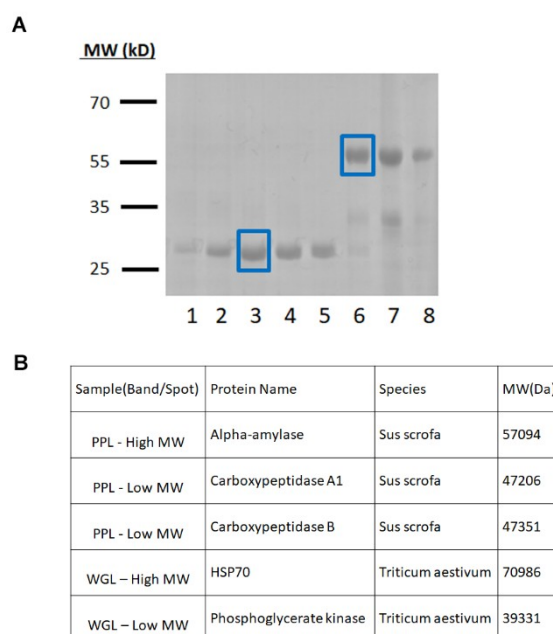 A
MW (kD)
70
55
35
25
1 2 3 4 5 6 7 8
B
Sample(Band/Spot) Protein Name Species MW(Da)
PPL - High MW Alpha-amylase Sus scrofa 57094
PPL - Low MW Carboxypeptidase A1 Sus scrofa 47206
PPL - Low MW Carboxypeptidase B Sus scrofa 47351
WGL – High MW HSP70 Triticum aestivum 70986
WGL – Low MW Phosphoglycerate kinase Triticum aestivum 39331